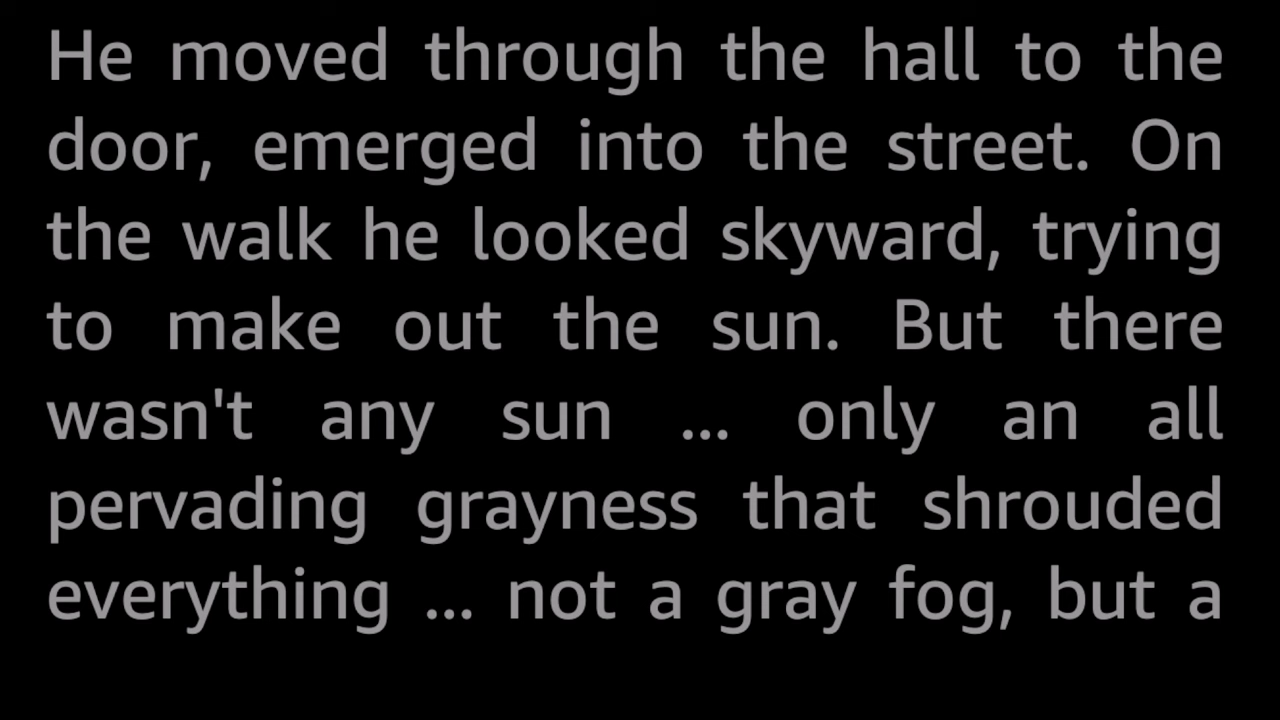 He moved through the hall to the
door, emerged into the street. On
the walk he looked skyward, trying
to make out the sun. But there
wasn't any sun ... only an all
pervading grayness that shrouded
everything ... not a gray fog, but a